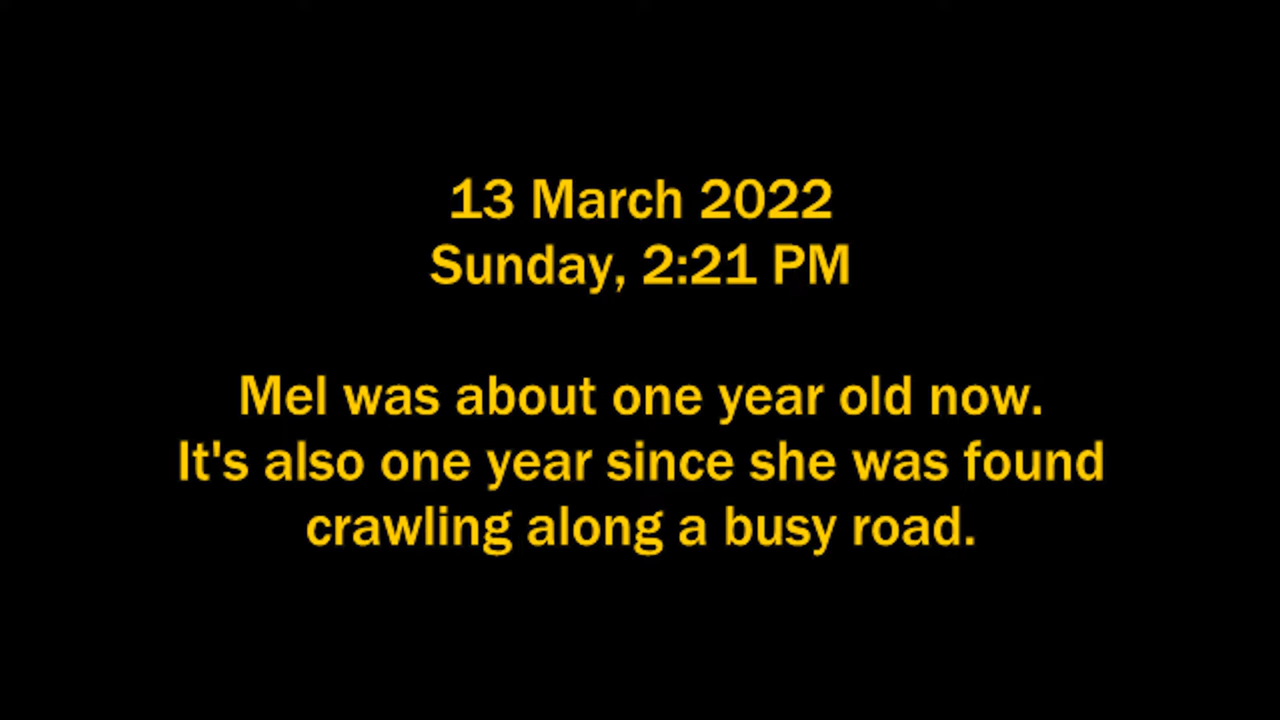 13 March 2022
Sunday, 2:21 PM
Mel was about one year old now.
It's also one year since she was found
crawling along a busy road.